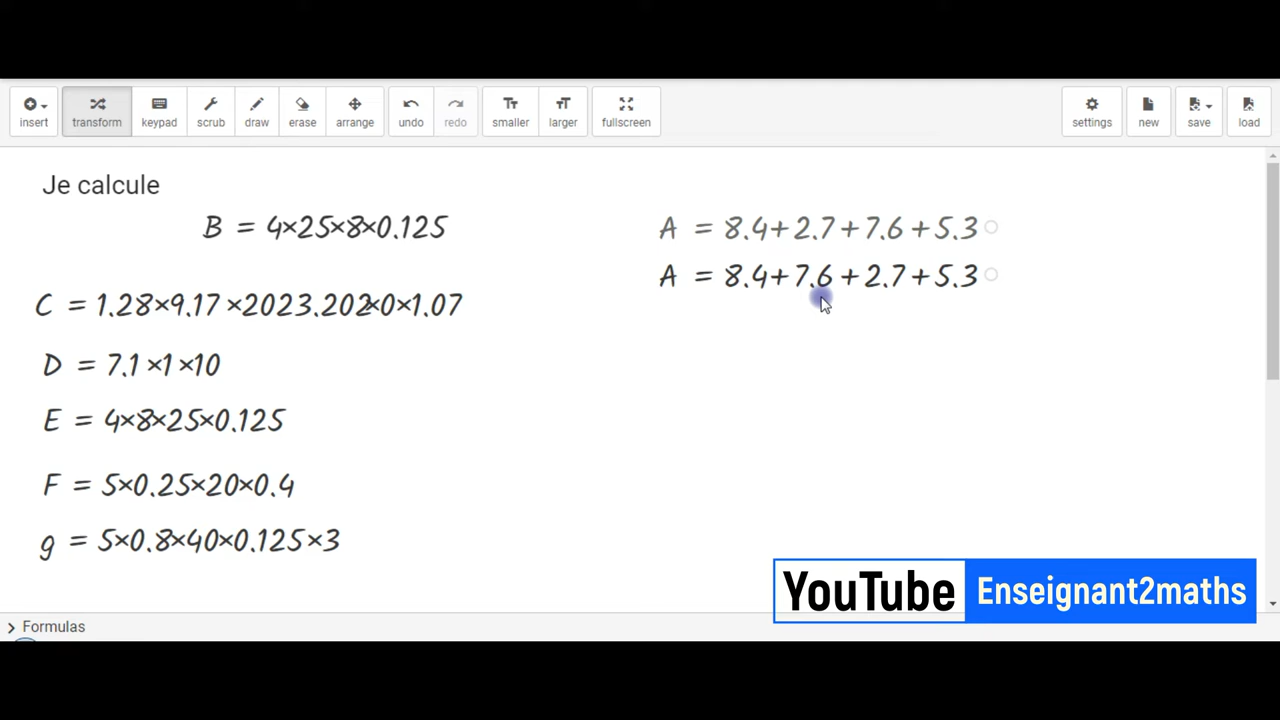 insert
transform
keypad
scrub
draw
erase
arrange
undo
redo
smaller
larger
fullscreen
settings
new
save
load
Je calcule
B = 4×25×8×0.125
C = 1.28×9.17×2023.202×0×1.07
D = 7.1×1×10
E = 4×8×25×0.125
F = 5×0.25×20×0.4
g = 5×0.8×40×0.125×3
A = 8.4+2.7+7.6+5.3
A = 8.4+7.6+2.7+5.3
YouTube Enseignant2maths
Formulas